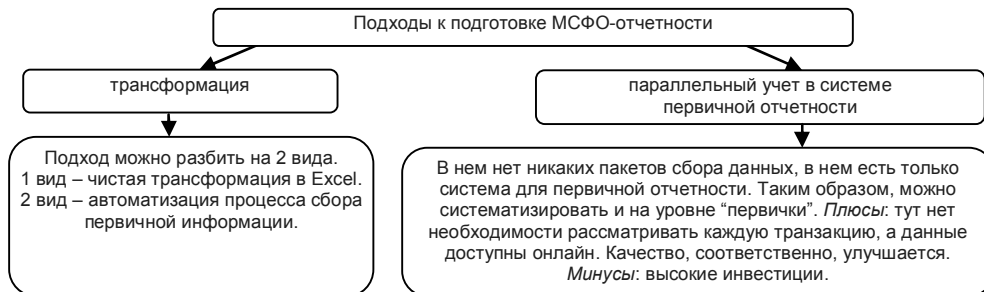 Подходы к подготовке МСФО-отчетности
трансформация
параллельный учет в системе
первичной отчетности
Подход можно разбить на 2 вида.
1 вид – чистая трансформация в Excel.
2 вид – автоматизация процесса сбора
первичной информации.
В нем нет никаких пакетов сбора данных, в нем есть только
система для первичной отчетности. Таким образом, можно
систематизировать и на уровне “первички”. Плюсы: тут нет
необходимости рассматривать каждую транзакцию, а данные
доступны онлайн. Качество, соответственно, улучшается.
Минусы: высокие инвестиции.